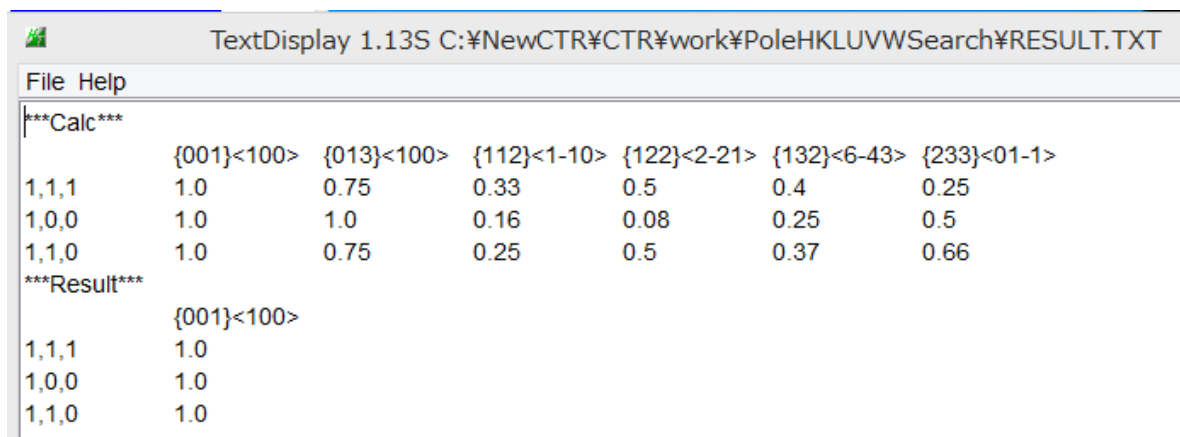 TextDisplay 1.13S C:¥NewCTR¥CTR¥work¥PoleHKLUVWSearch¥RESULT.TXT
File Help
***Calc***
{001}<100> {013}<100> {112}<1-10> {122}<2-21> {132}<6-43> {233}<01-1>
1,1,1 1.0 0.75 0.33 0.5 0.4 0.25
1,0,0 1.0 1.0 0.16 0.08 0.25 0.5
1,1,0 1.0 0.75 0.25 0.5 0.37 0.66
***Result***
{001}<100>
1,1,1 1.0
1,0,0 1.0
1,1,0 1.0